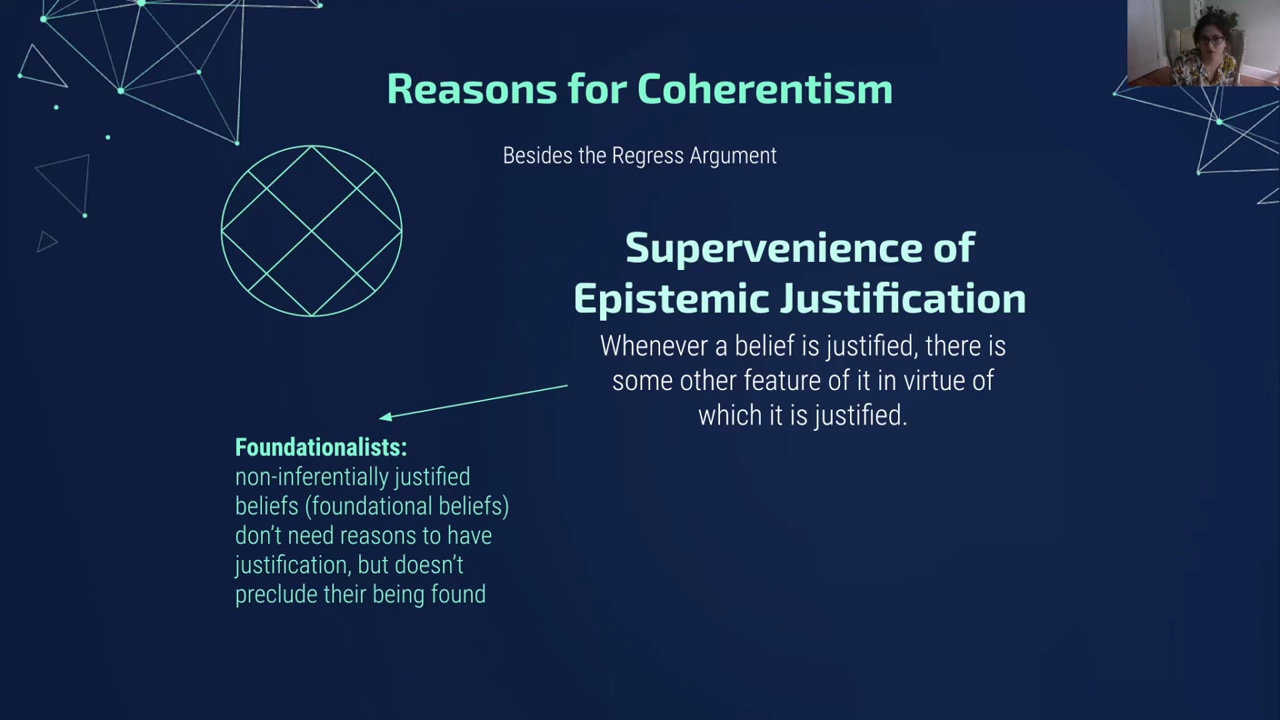 Reasons for Coherentism
Besides the Regress Argument
Supervenience of
Epistemic Justification
Whenever a belief is justified, there is
some other feature of it in virtue of
which it is justified.
Foundationalists:
non-inferentially justified
beliefs (foundational beliefs)
don’t need reasons to have
justification, but doesn’t
preclude their being found